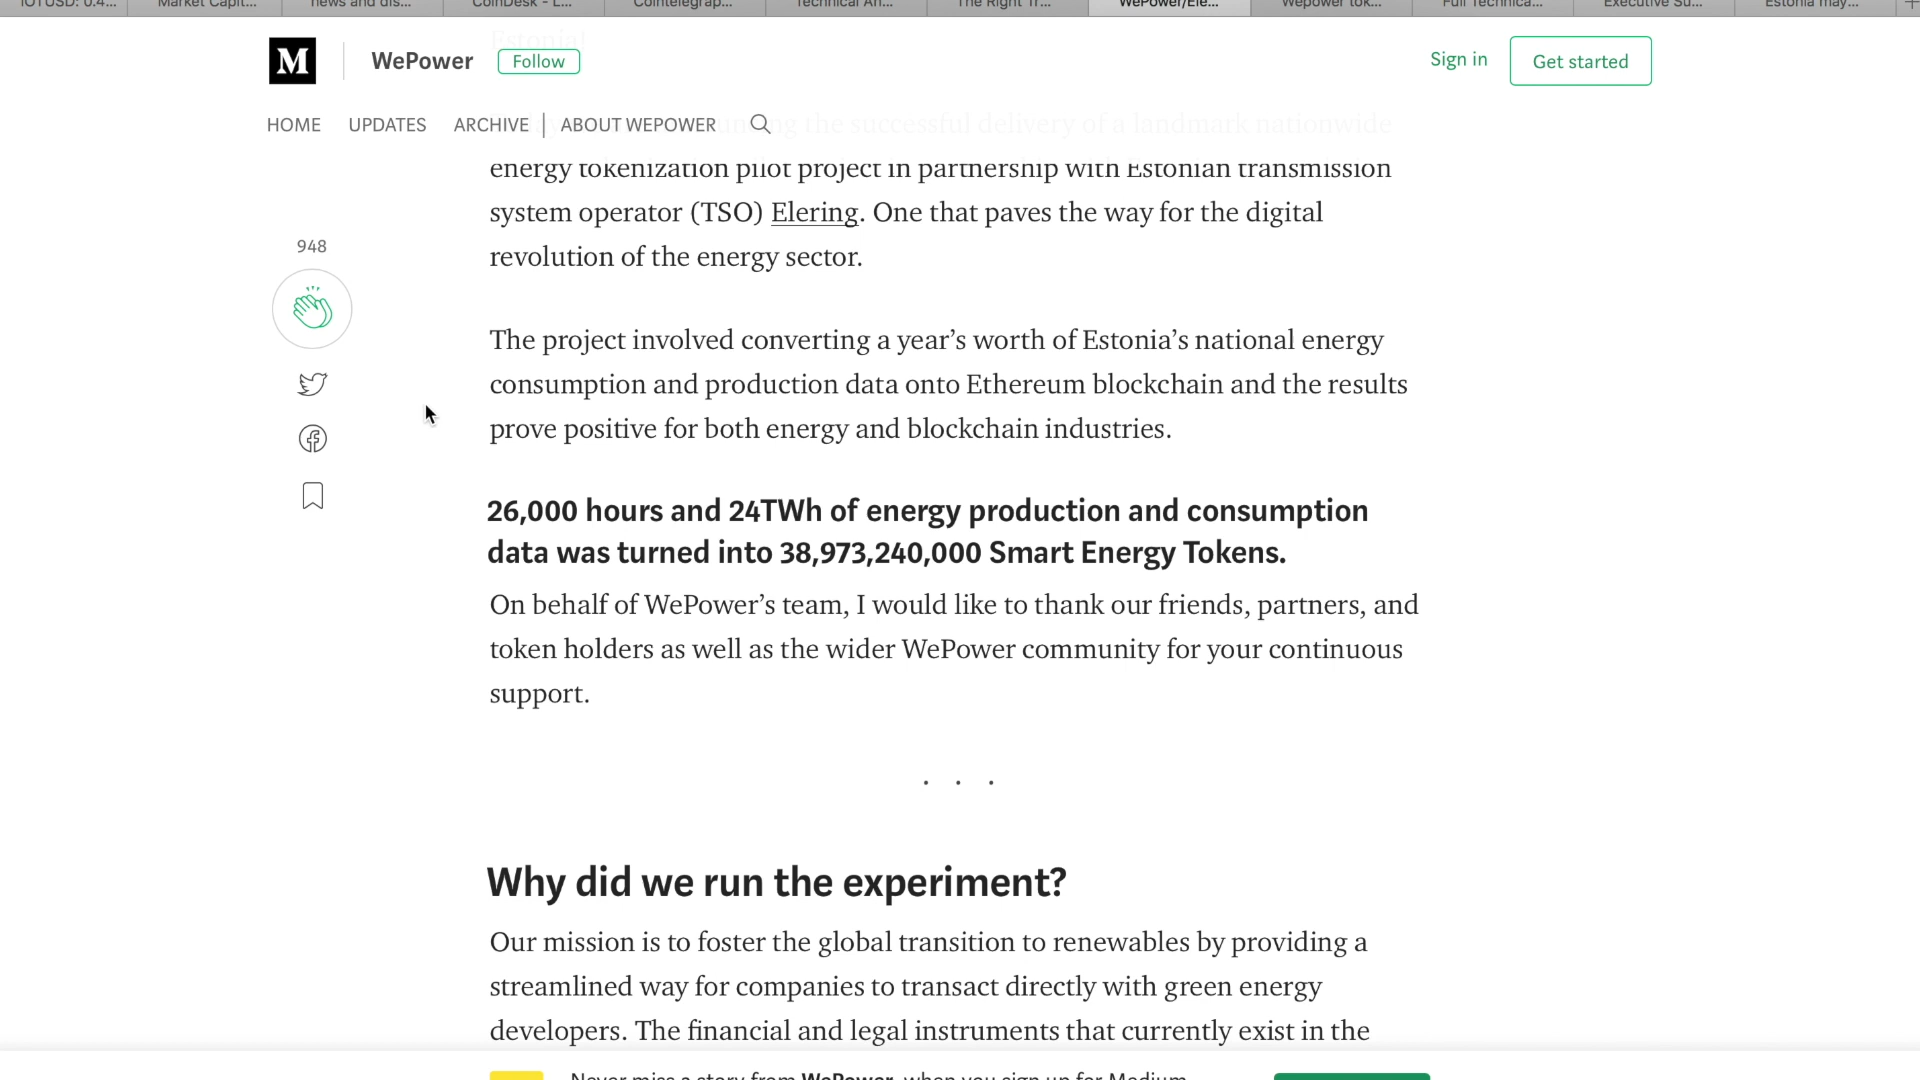 IOTUSD: 0.4... Market Capit... news and dis... CoinDesk - L... Cointelegrap... Technical An... The Right Tr... WePower/Ele... Wepower tok... Full Technica... Executive Su... Estonia may...
Estonia!
M WePower Follow Sign in Get started
HOME UPDATES ARCHIVE ABOUT WEPOWER
the successful delivery of a landmark nationwide
energy tokenization pilot project in partnership with Estonian transmission
system operator (TSO) Elering. One that paves the way for the digital
revolution of the energy sector.
948
The project involved converting a year’s worth of Estonia’s national energy
consumption and production data onto Ethereum blockchain and the results
prove positive for both energy and blockchain industries.
26,000 hours and 24TWh of energy production and consumption
data was turned into 38,973,240,000 Smart Energy Tokens.
On behalf of WePower’s team, I would like to thank our friends, partners, and
token holders as well as the wider WePower community for your continuous
support.
. . .
Why did we run the experiment?
Our mission is to foster the global transition to renewables by providing a
streamlined way for companies to transact directly with green energy
developers. The financial and legal instruments that currently exist in the
Never miss a story from WePower, when you sign up for Medium.